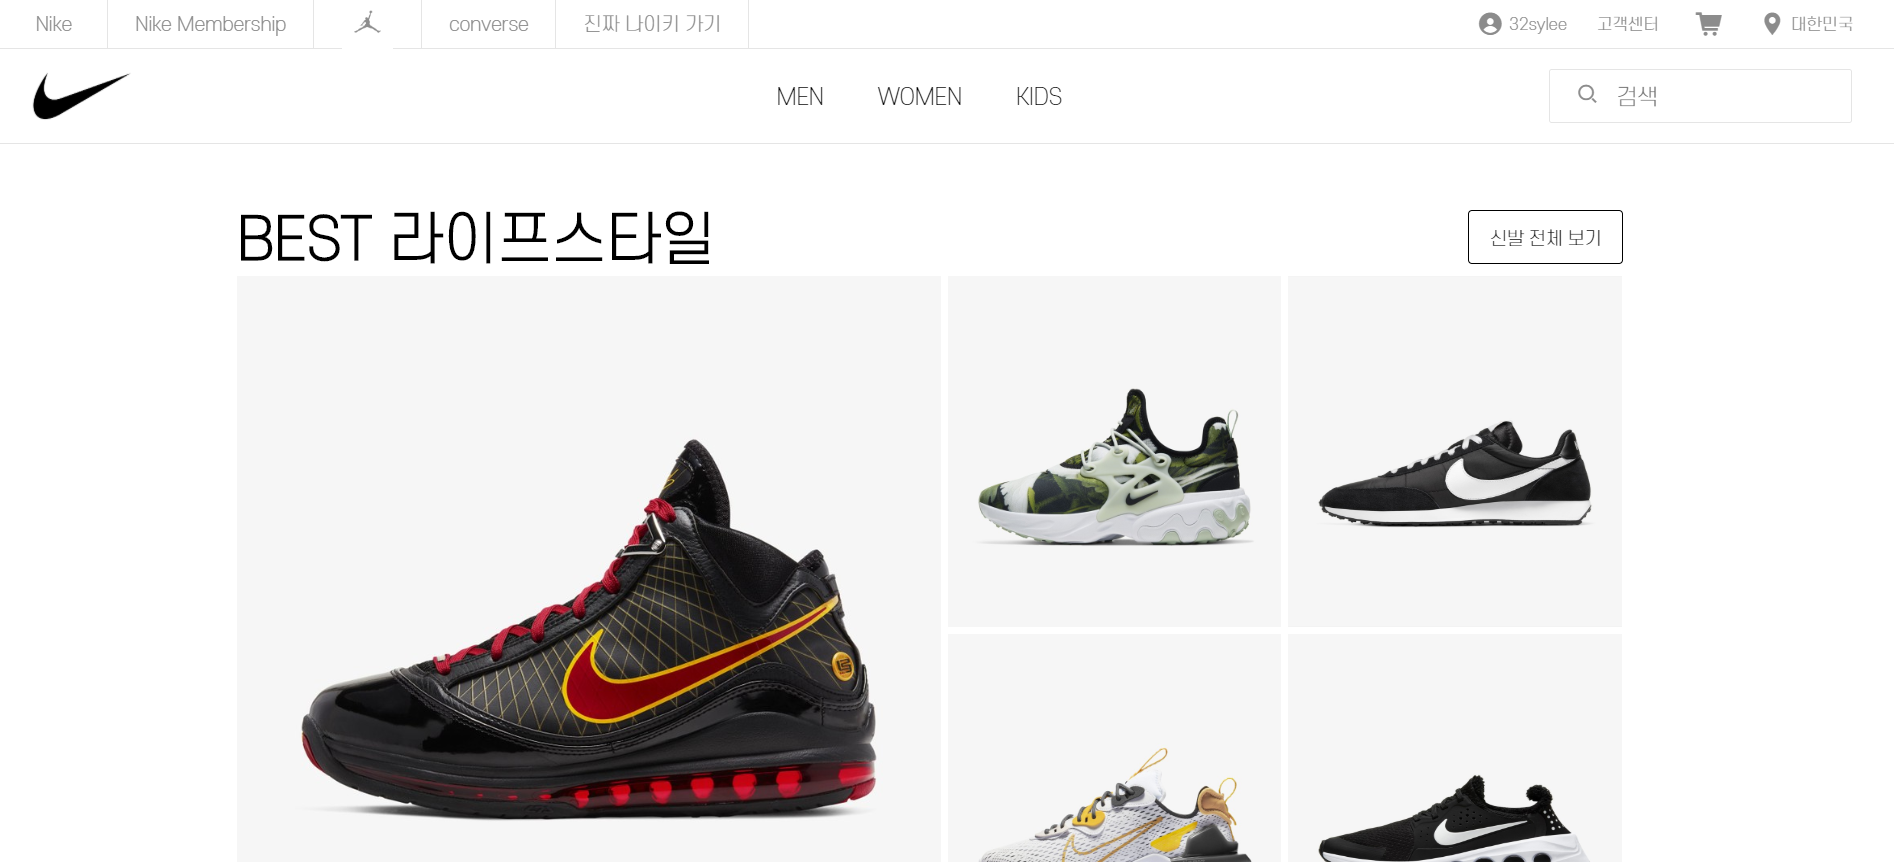 Nike
Nike Membership
converse
진짜 나이키 가기
32sylee
고객센터
대한민국
MEN
WOMEN
KIDS
검색
BEST 라이프스타일
신발 전체 보기